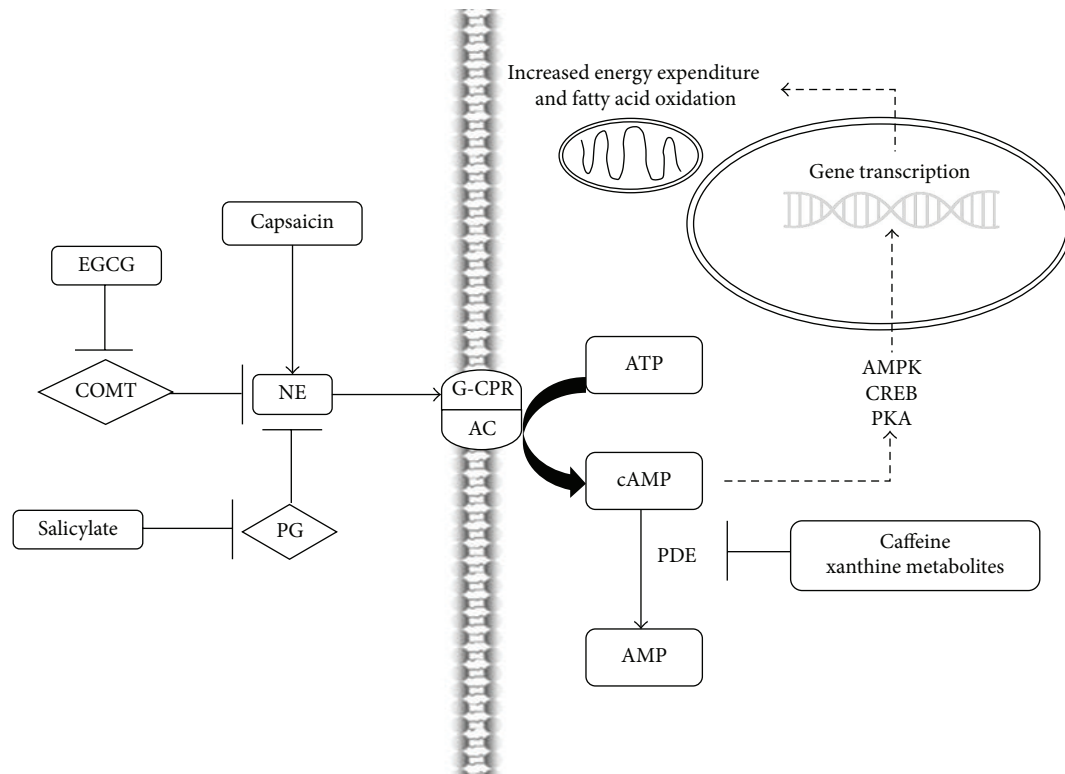 Increased energy expenditure
and fatty acid oxidation
Gene transcription
Capsaicin
EGCG
COMT
NE
G-CPR
AC
ATP
AMPK
CREB
PKA
cAMP
Salicylate
PG
PDE
Caffeine
xanthine metabolites
AMP